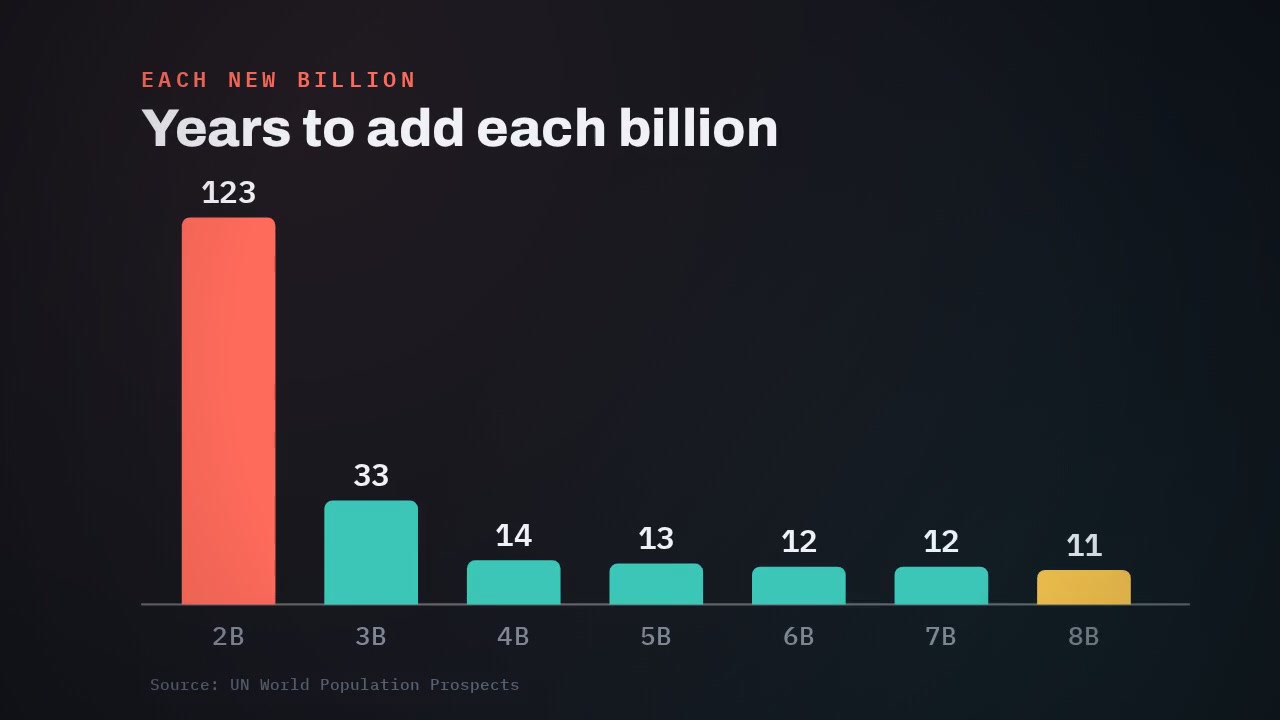 EACH NEW BILLION
Years to add each billion
123
33
14
13
12
12
11
2B
3B
4B
5B
6B
7B
8B
Source: UN World Population Prospects